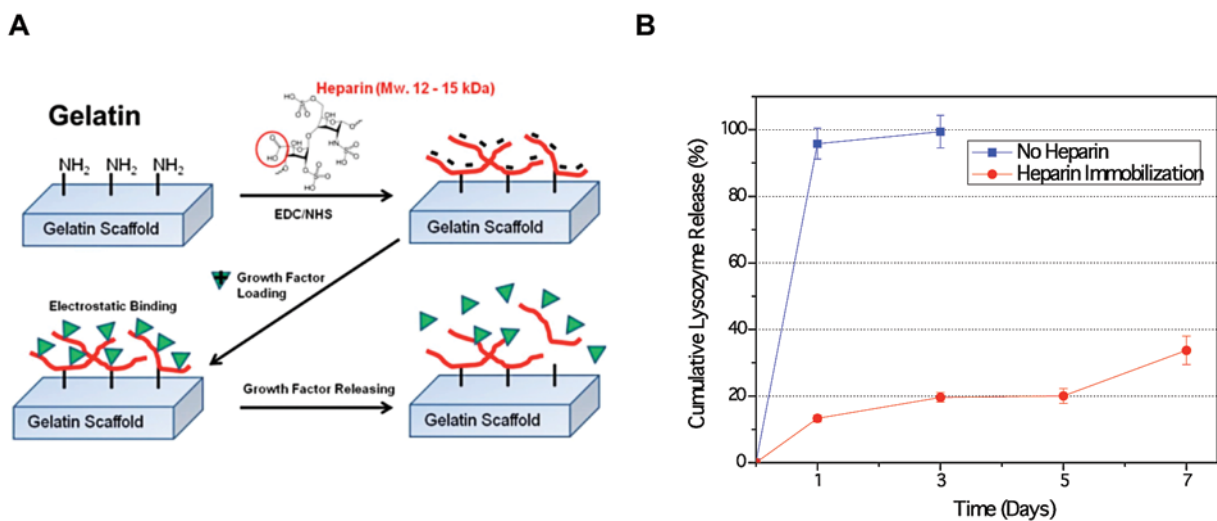 A
Gelatin
NH2 NH2 NH2
Gelatin Scaffold
Heparin (Mw. 12 - 15 kDa)
EDC/NHS
Gelatin Scaffold
+ Growth Factor
Loading
Electrostatic Binding
Gelatin Scaffold
Growth Factor Releasing
Gelatin Scaffold
B
Cumulative Lysozyme Release (%)
100
80
60
40
20
0
No Heparin
Heparin Immobilization
1 3 5 7
Time (Days)